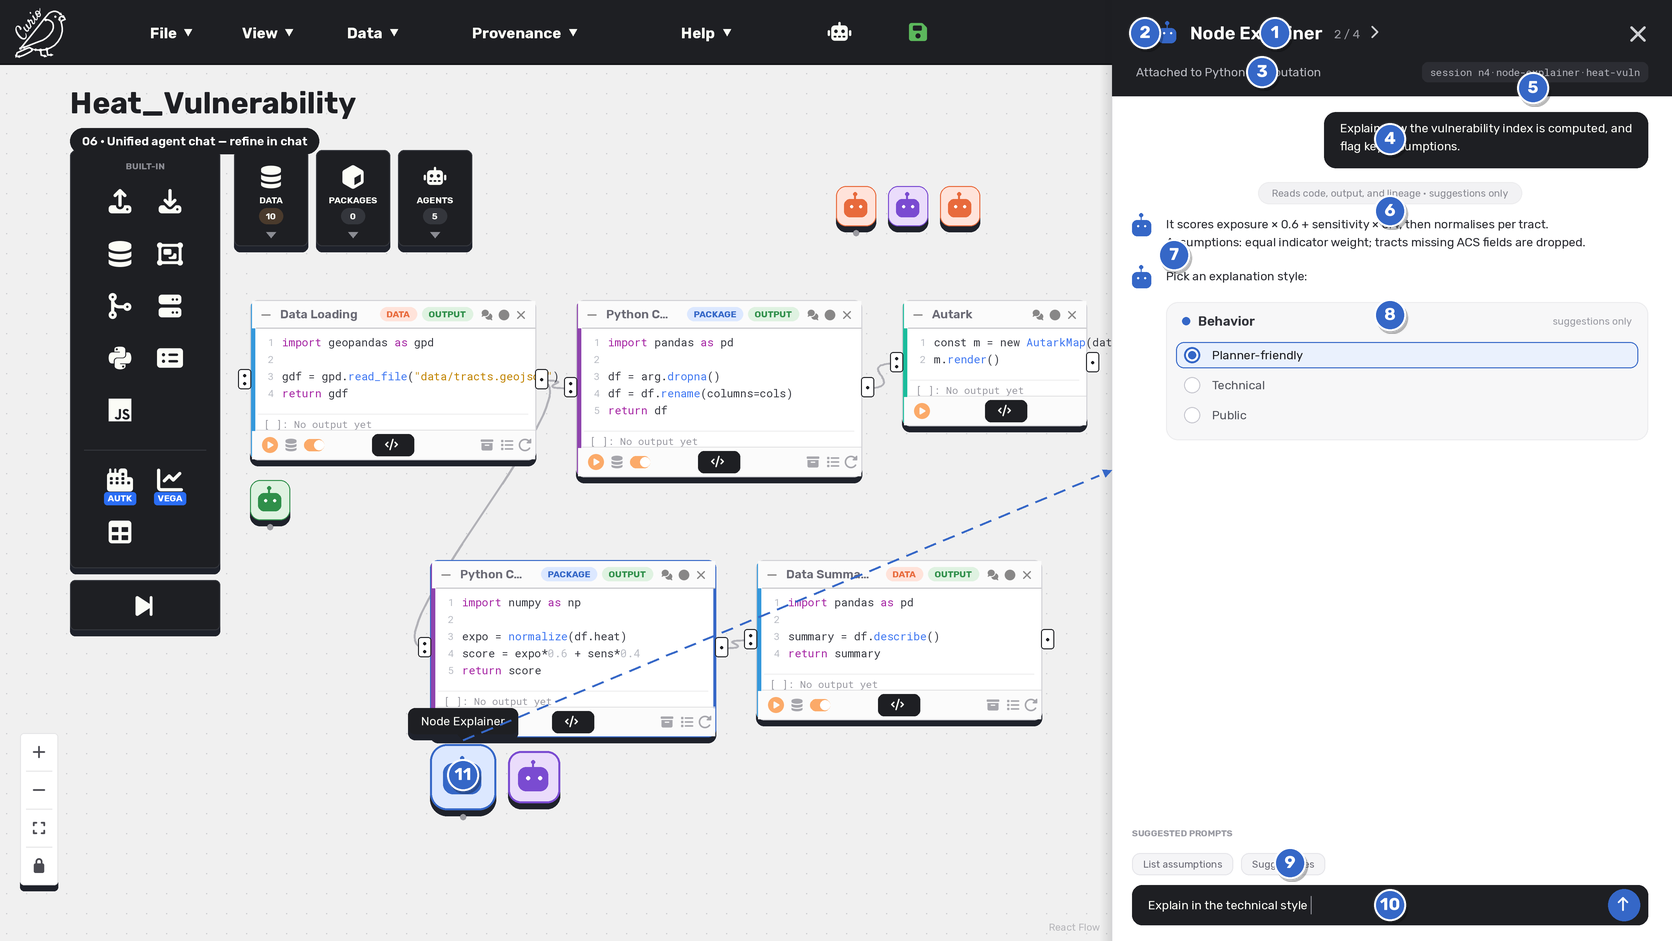 Curio
File ▼
View ▼
Data ▼
Provenance ▼
Help ▼
Heat_Vulnerability
06 • Unified agent chat — refine in chat
BUILT-IN
AUTK
VEGA
DATA
10
PACKAGES
0
AGENTS
5
Data Loading
DATA
OUTPUT
1 import geopandas as gpd
2
3 gdf = gpd.read_file("data/tracts.geojs
4 return gdf
[ ]: No output yet
</>
Python C...
PACKAGE
OUTPUT
1 import pandas as pd
2
3 df = arg.dropna()
4 df = df.rename(columns=cols)
5 return df
[ ]: No output yet
</>
Autark
1 const m = new AutarkMap(dat
2 m.render()
[ ]: No output yet
</>
Python C...
PACKAGE
OUTPUT
1 import numpy as np
2
3 expo = normalize(df.heat)
4 score = expo*0.6 + sens*0.4
5 return score
[ ]: No output yet
</>
Data Summa...
DATA
OUTPUT
1 import pandas as pd
2
3 summary = df.describe()
4 return summary
[ ]: No output yet
</>
Node Explainer
11
React Flow
2
Node Ex
1
ner
2 / 4
Attached to Python
3
utation
session n4·node-explainer·heat-vuln
5
Explain
4
the vulnerability index is computed, and
flag
umptions.
Reads code, output, and lineage • suggestions only
6
It scores exposure × 0.6 + sensitivity ×
then normalises per tract.
Assumptions: equal indicator weight; tracts missing ACS fields are dropped.
7
Pick an explanation style:
8
Behavior
suggestions only
Planner-friendly
Technical
Public
SUGGESTED PROMPTS
List assumptions
9
Explain in the technical style
10